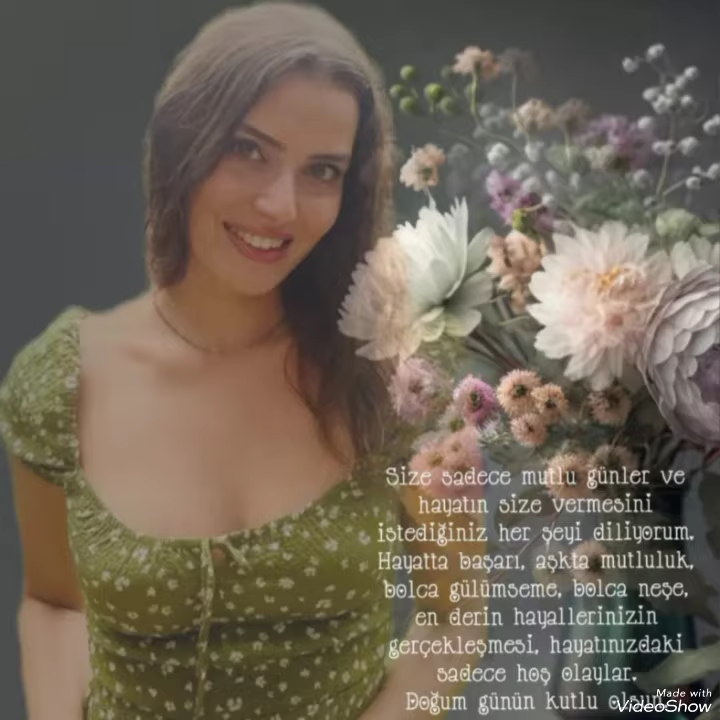 Size sadece mutlu günler ve
hayatın size vermesini
istediğiniz her şeyi diliyorum.
Hayatta başarı, aşkta mutluluk,
bolca gülümseme, bolca neşe,
en derin hayallerinizin
gerçekleşmesi, hayatınızdaki
sadece hoş olaylar.
Doğum günün kutlu
Made with
VideoShow